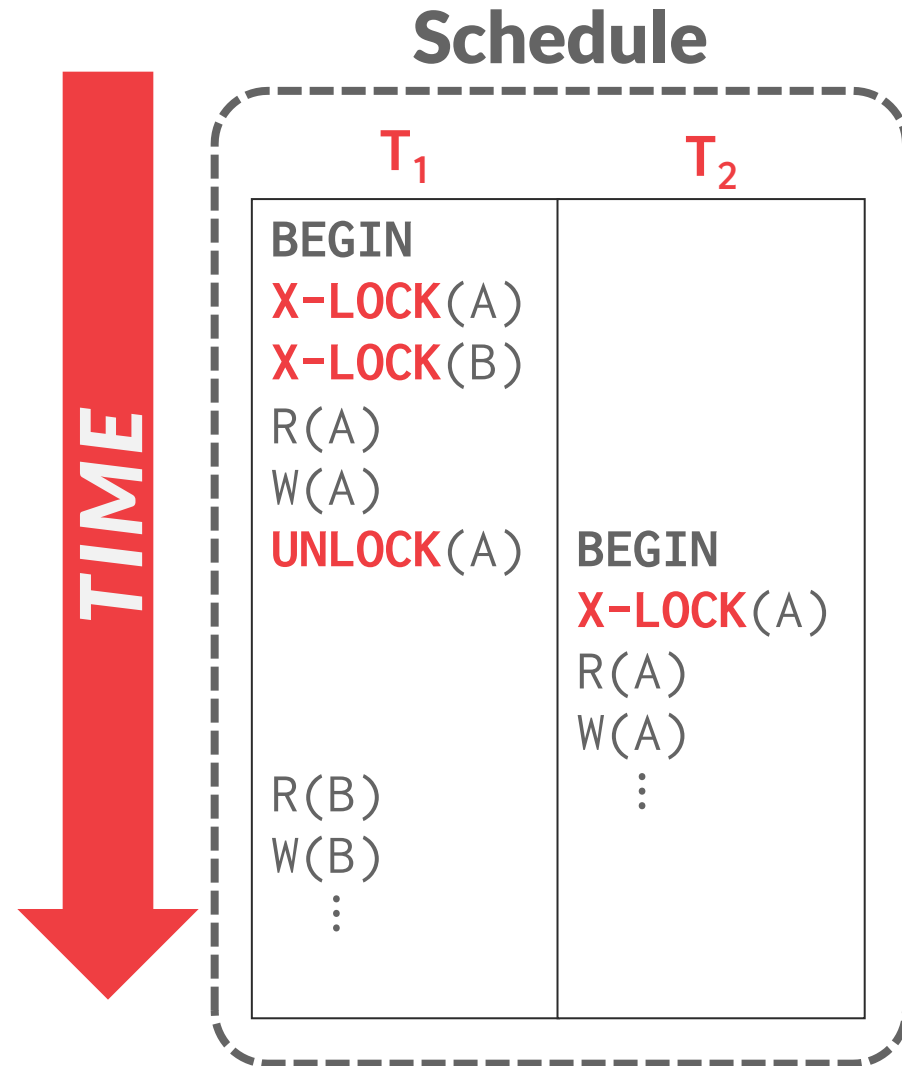 Schedule
TIME
T₁ T₂
BEGIN
X-LOCK(A)
X-LOCK(B)
R(A)
W(A)
UNLOCK(A) BEGIN
X-LOCK(A)
R(A)
W(A)
R(B) ⋮
W(B)
⋮